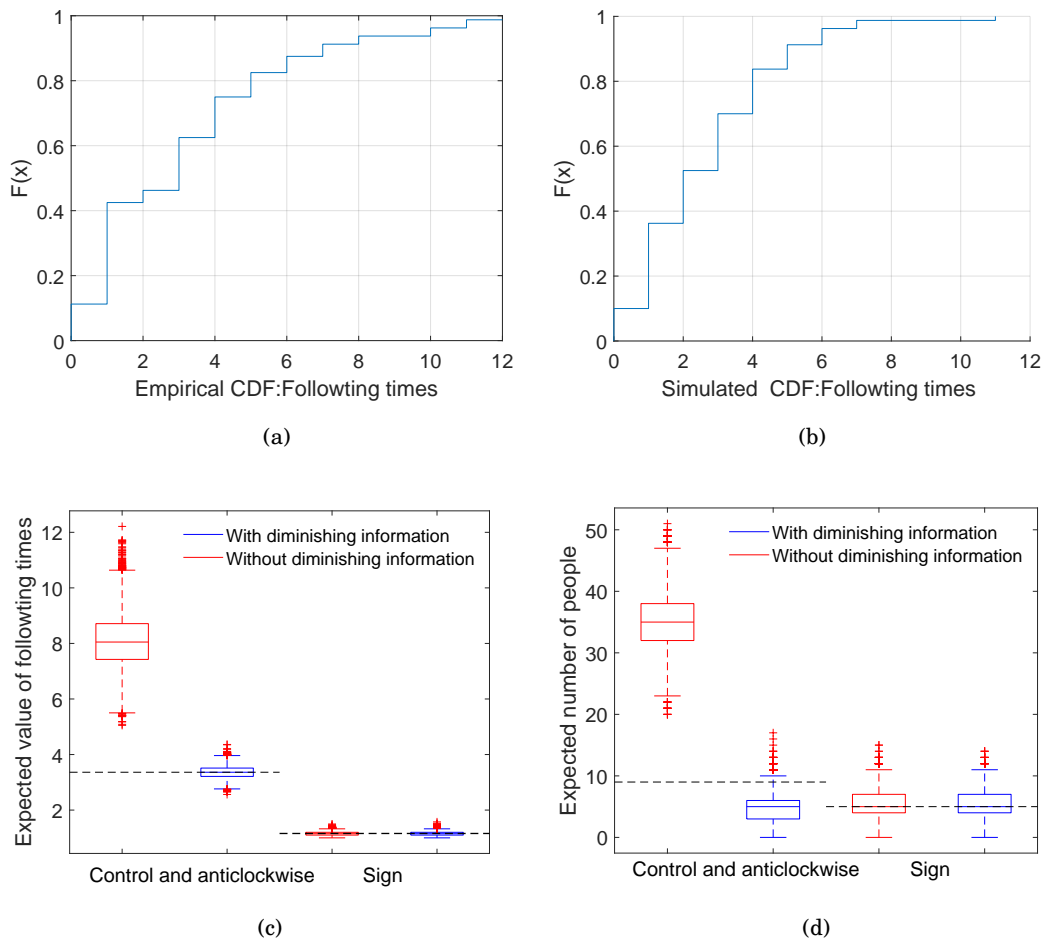 1
0.8
0.6
0.4
0.2
0
F(x)
0 2 4 6 8 10 12
Empirical CDF:Followting times
(a)
1
0.8
0.6
0.4
0.2
0
F(x)
0 2 4 6 8 10 12
Simulated CDF:Followting times
(b)
12
10
8
6
4
2
Expected value of followting times
With diminishing information
Without diminishing information
Control and anticlockwise Sign
(c)
50
40
30
20
10
0
Expected number of people
With diminishing information
Without diminishing information
Control and anticlockwise Sign
(d)